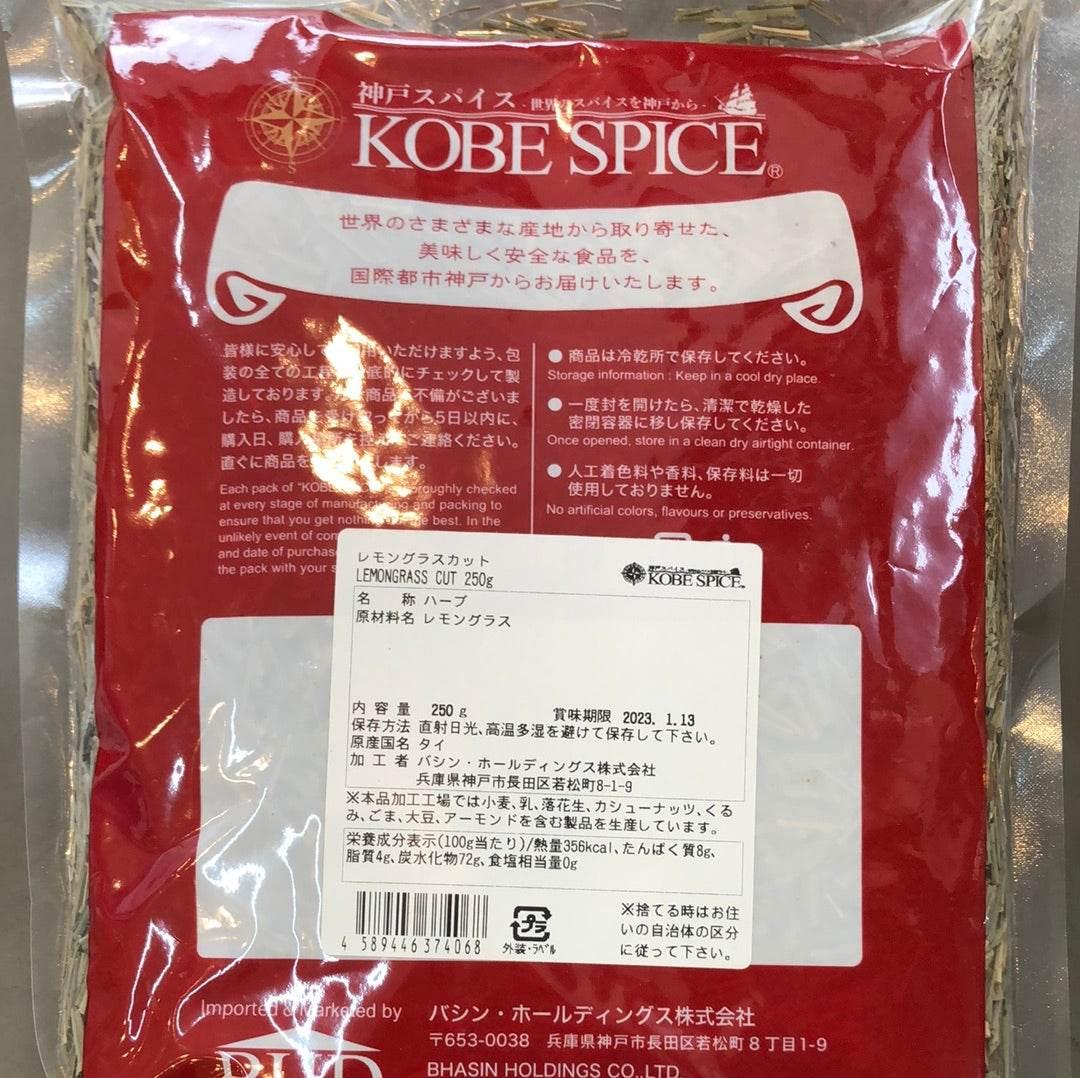 神戸スパイス -世界 スパイスを神戸から-
KOBE SPICE®
世界のさまざまな産地から取り寄せた、
美味しく安全な食品を、
国際都市神戸からお届けいたします。
皆様に安心して 用いただけますよう、包
装の全ての工程 底的にチェックして製
造しております。 商品 不備がございま
したら、商品を受け取ってから5日以内に、
購入日、購入 ご連絡ください。
直ぐに商品を します。
Each pack of "KOBE oroughly checked
at every stage of manufacturing and packing to
ensure that you get nothing best. In the
unlikely event of
and date of purchase
the pack with your
● 商品は冷乾所で保存してください。
Storage information : Keep in a cool dry place.
● 一度封を開けたら、清潔で乾燥した
密閉容器に移し保存してください。
Once opened, store in a clean dry airtight container.
● 人工着色料や香料、保存料は一切
使用しておりません。
No artificial colors, flavours or preservatives.
レモングラスカット
LEMONGRASS CUT 250g
神戸スパイス
KOBE SPICE
名 称 ハーブ
原材料名 レモングラス
内容量 250g 賞味期限 2023. 1.13
保存方法 直射日光、高温多湿を避けて保存して下さい。
原産国名 タイ
加工者 バシン・ホールディングス株式会社
兵庫県神戸市長田区若松町8-1-9
※本品加工工場では小麦、乳、落花生、カシューナッツ、くる
み、ごま、大豆、アーモンドを含む製品を生産しています。
栄養成分表示(100g当たり)/熱量356kcal、たんぱく質8g、
脂質4g、炭水化物72g、食塩相当量0g
4 589446 374068
プラ
外装・ラベル
※捨てる時はお住
いの自治体の区分
に従って下さい。
Imported & Marketed by
バシン・ホールディングス株式会社
〒653-0038 兵庫県神戸市長田区若松町8丁目1-9
BHASIN HOLDINGS CO.,LTD.